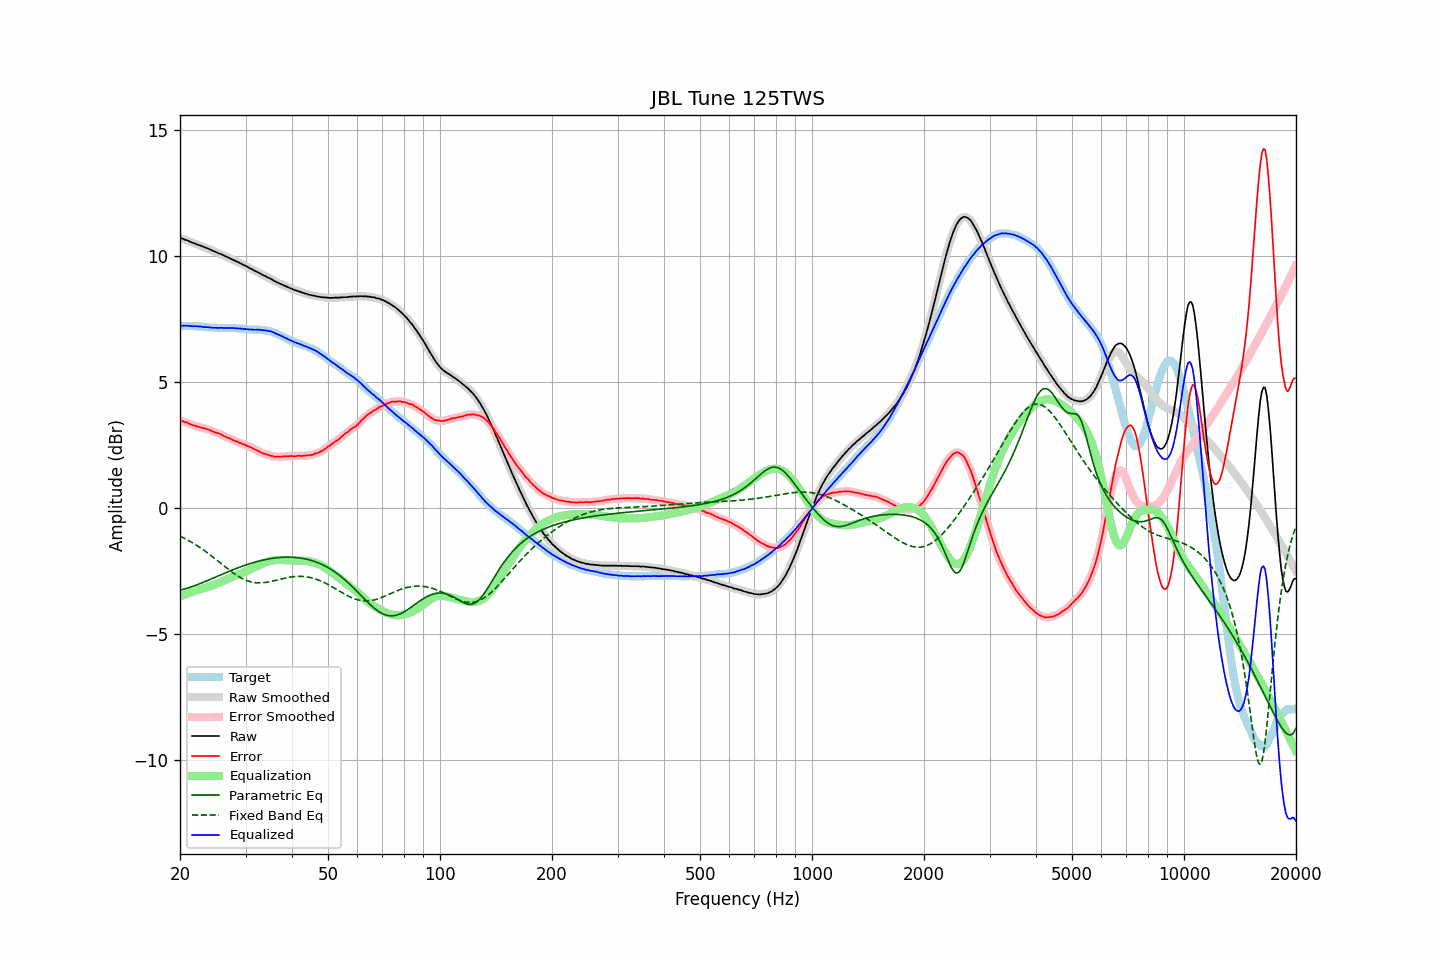 JBL Tune 125TWS
15
10
5
0
−5
−10
Amplitude (dBr)
Target
Raw Smoothed
Error Smoothed
Raw
Error
Equalization
Parametric Eq
Fixed Band Eq
Equalized
20 50 100 200 500 1000 2000 5000 10000 20000
Frequency (Hz)